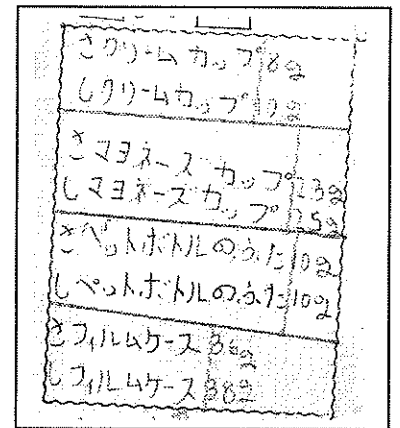 さクリームカップ8g
しクリームカップ9g
さマヨネーズカップ23g
しマヨネーズカップ25g
さペットボトルのふた10g
しペットボトルのふた10g
さフィルムケース36g
しフィルムケース38g